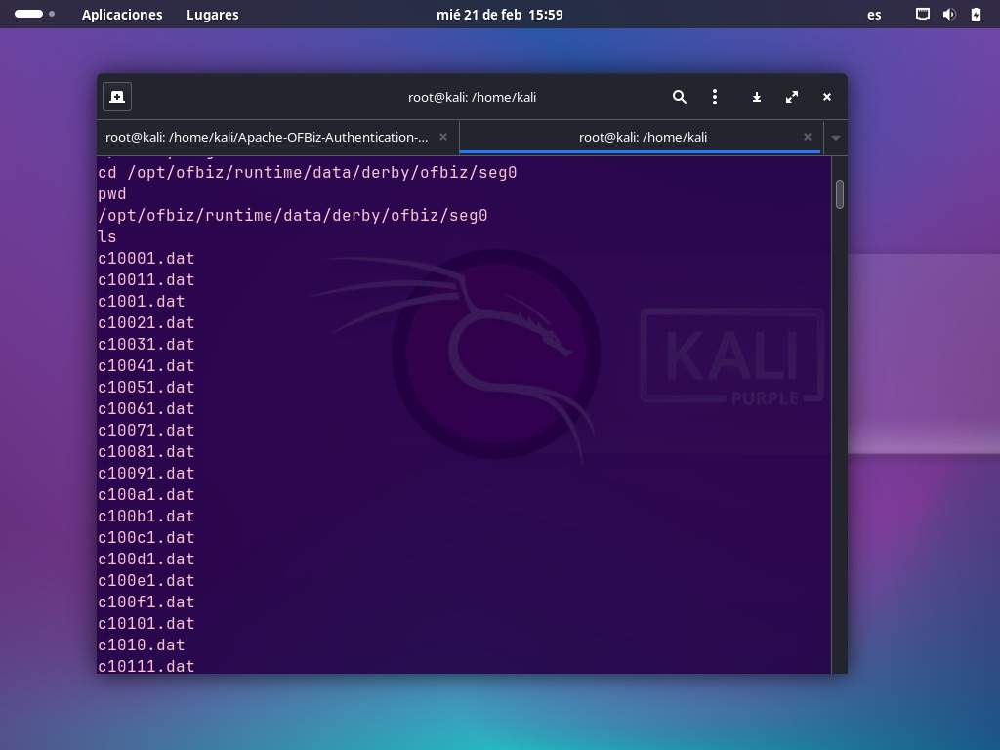 Aplicaciones Lugares mié 21 de feb 15:59 es
root@kali: /home/kali
root@kali: /home/kali/Apache-OFBiz-Authentication-... root@kali: /home/kali
cd /opt/ofbiz/runtime/data/derby/ofbiz/seg0
pwd
/opt/ofbiz/runtime/data/derby/ofbiz/seg0
ls
c10001.dat
c10011.dat
c1001.dat
c10021.dat
c10031.dat
c10041.dat
c10051.dat
c10061.dat
c10071.dat
c10081.dat
c10091.dat
c100a1.dat
c100b1.dat
c100c1.dat
c100d1.dat
c100e1.dat
c100f1.dat
c10101.dat
c1010.dat
c10111.dat
KALI
PURPLE